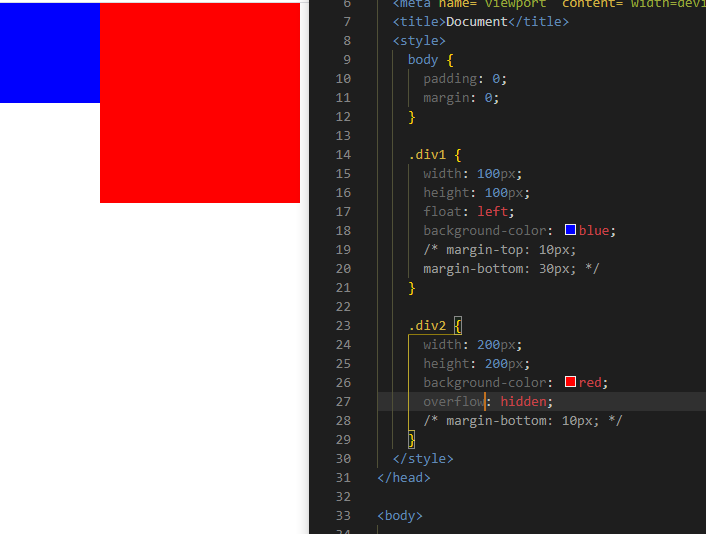 6 <meta name="viewport" content="width=devi
7 <title>Document</title>
8 <style>
9 body {
10 padding: 0;
11 margin: 0;
12 }
13
14 .div1 {
15 width: 100px;
16 height: 100px;
17 float: left;
18 background-color: blue;
19 /* margin-top: 10px;
20 margin-bottom: 30px; */
21 }
22
23 .div2 {
24 width: 200px;
25 height: 200px;
26 background-color: red;
27 overflow: hidden;
28 /* margin-bottom: 10px; */
29 }
30 </style>
31 </head>
32
33 <body>
34